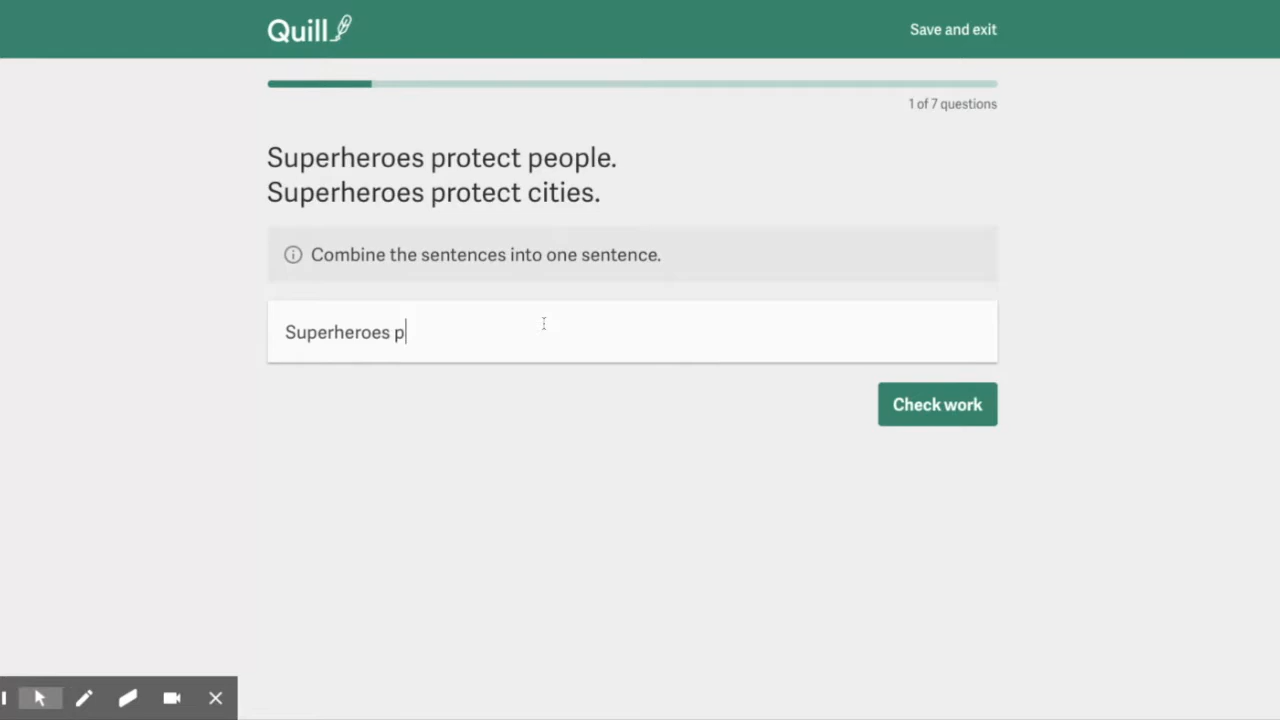 Quill
Save and exit
1 of 7 questions
Superheroes protect people.
Superheroes protect cities.
Combine the sentences into one sentence.
Superheroes p
Check work